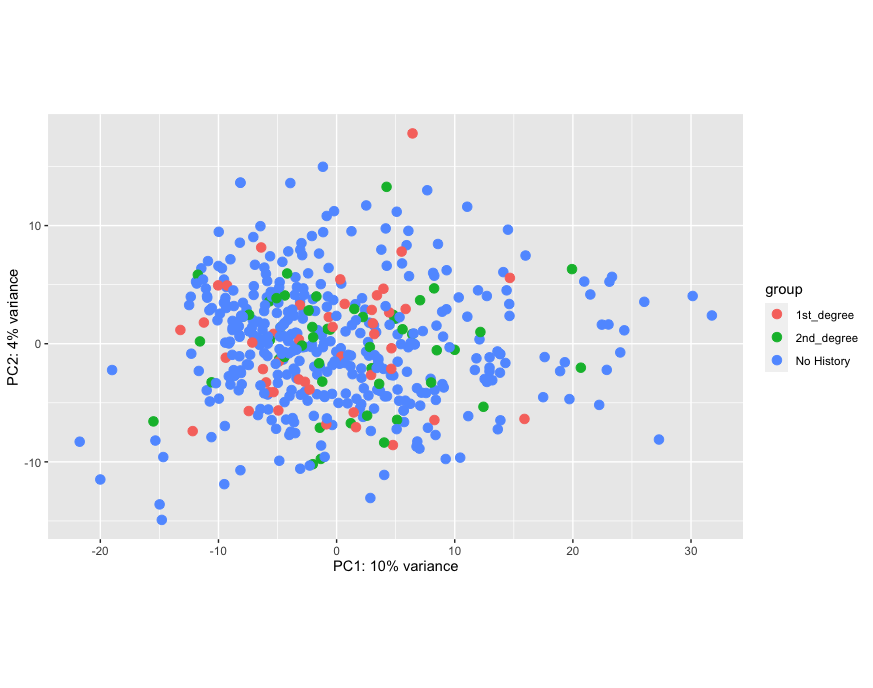 10
0
-10
-20
-10
0
10
20
30
PC1: 10% variance
PC2: 4% variance
group
1st_degree
2nd_degree
No History